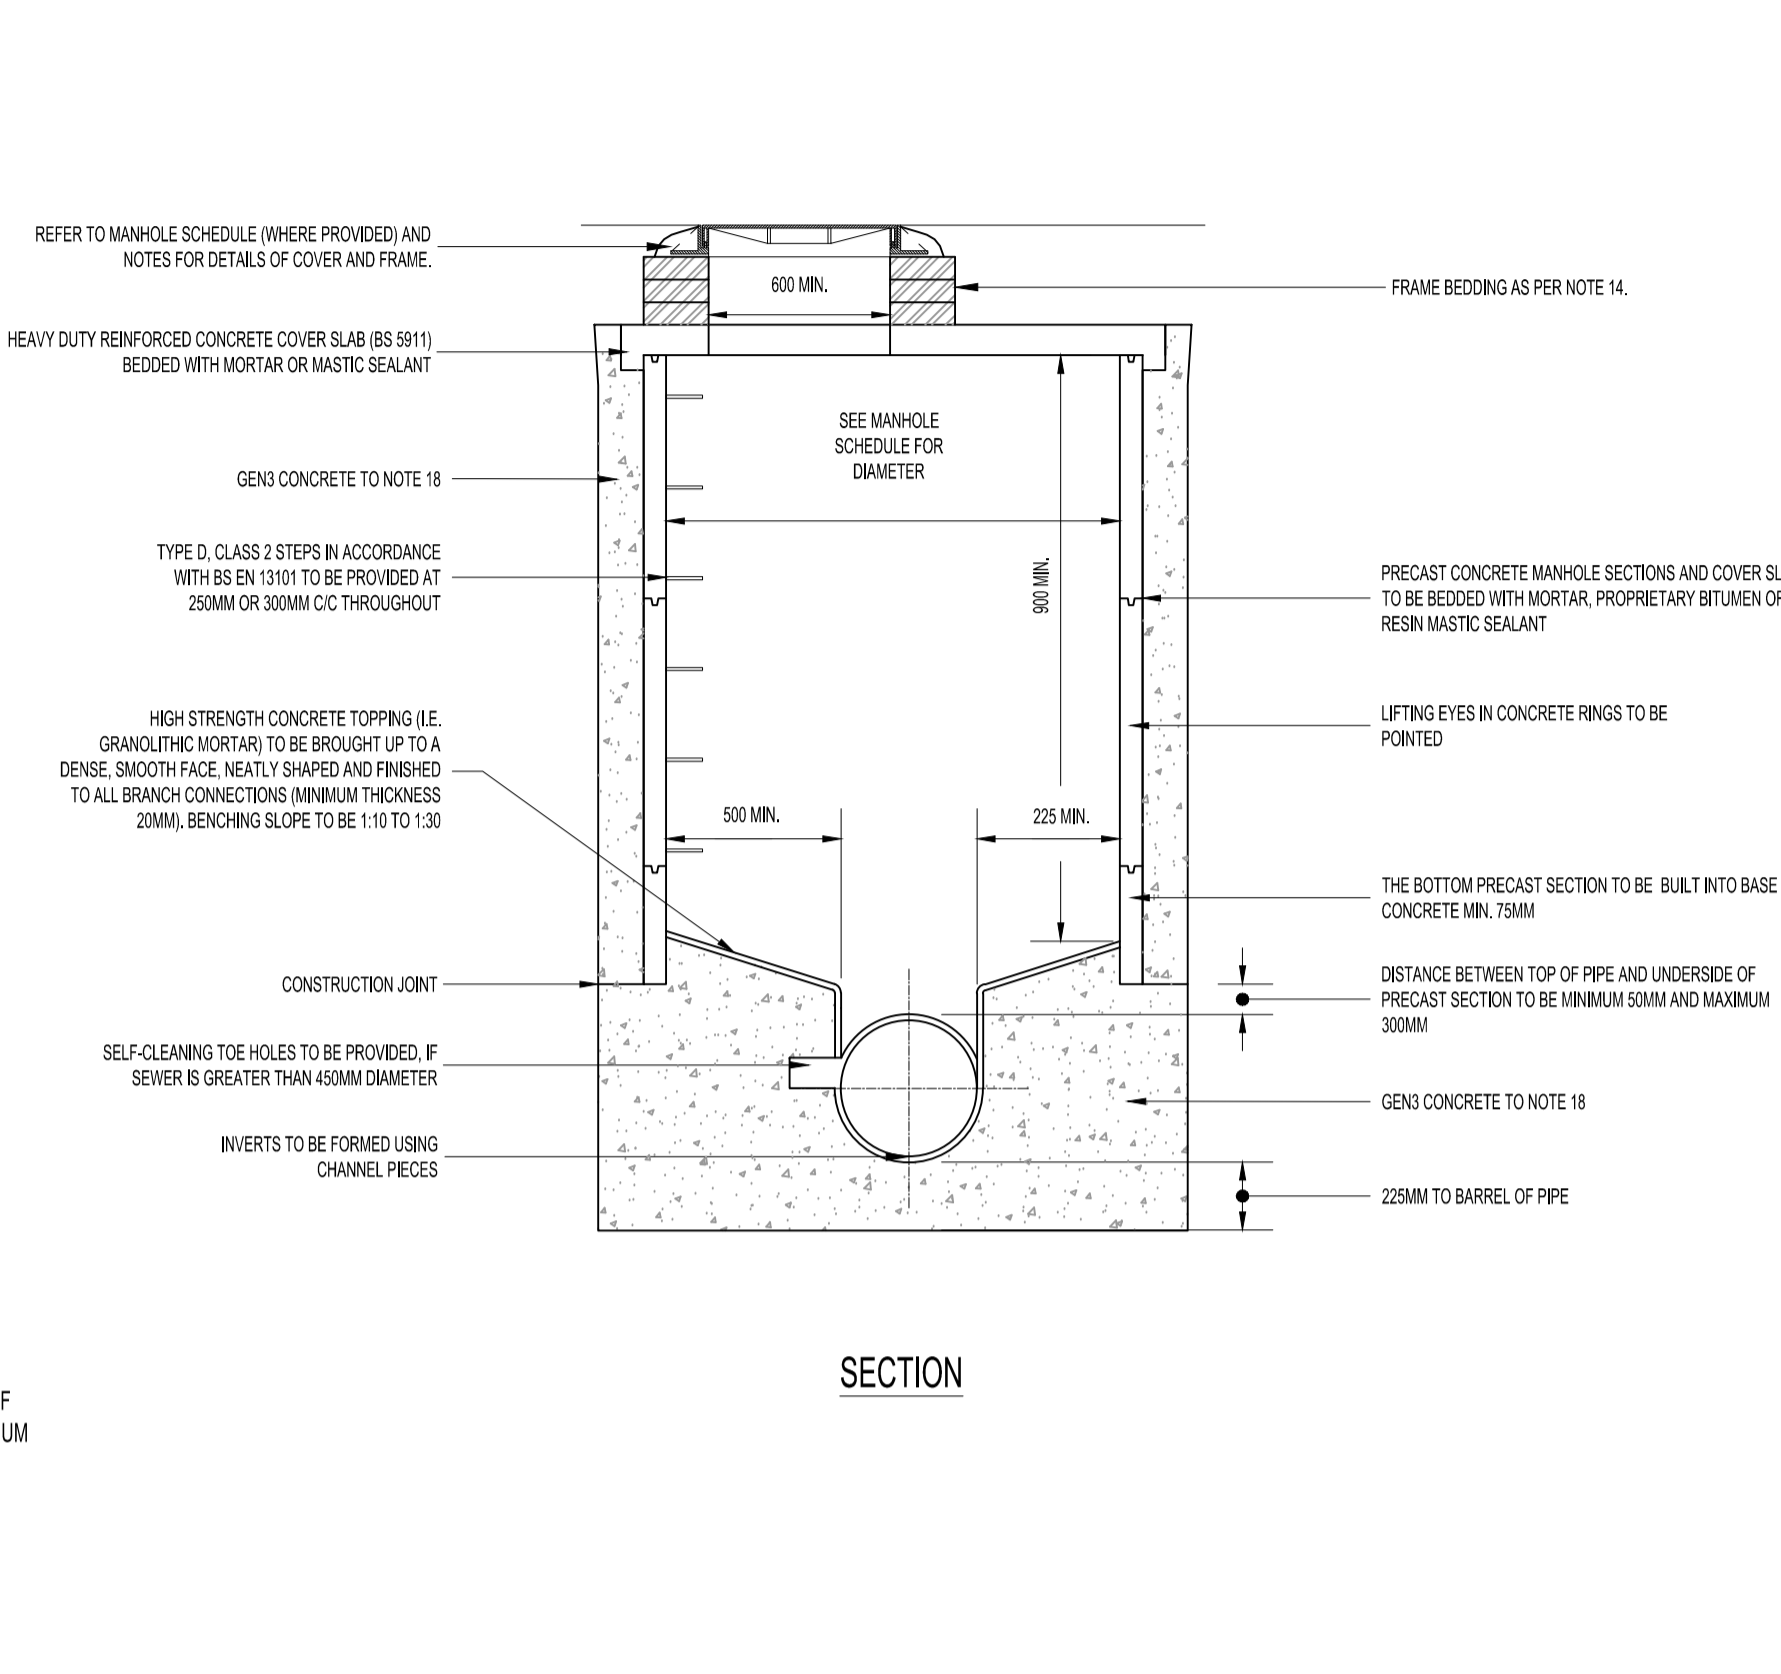 REFER TO MANHOLE SCHEDULE (WHERE PROVIDED) AND
NOTES FOR DETAILS OF COVER AND FRAME.
HEAVY DUTY REINFORCED CONCRETE COVER SLAB (BS 5911)
BEDDED WITH MORTAR OR MASTIC SEALANT
GEN3 CONCRETE TO NOTE 18
TYPE D, CLASS 2 STEPS IN ACCORDANCE
WITH BS EN 13101 TO BE PROVIDED AT
250MM OR 300MM C/C THROUGHOUT
HIGH STRENGTH CONCRETE TOPPING (I.E.
GRANOLITHIC MORTAR) TO BE BROUGHT UP TO A
DENSE, SMOOTH FACE, NEATLY SHAPED AND FINISHED
TO ALL BRANCH CONNECTIONS (MINIMUM THICKNESS
20MM). BENCHING SLOPE TO BE 1:10 TO 1:30
CONSTRUCTION JOINT
SELF-CLEANING TOE HOLES TO BE PROVIDED, IF
SEWER IS GREATER THAN 450MM DIAMETER
INVERTS TO BE FORMED USING
CHANNEL PIECES
600 MIN.
SEE MANHOLE
SCHEDULE FOR
DIAMETER
900 MIN.
500 MIN.
225 MIN.
FRAME BEDDING AS PER NOTE 14.
PRECAST CONCRETE MANHOLE SECTIONS AND COVER SL
TO BE BEDDED WITH MORTAR, PROPRIETARY BITUMEN OR
RESIN MASTIC SEALANT
LIFTING EYES IN CONCRETE RINGS TO BE
POINTED
THE BOTTOM PRECAST SECTION TO BE BUILT INTO BASE
CONCRETE MIN. 75MM
DISTANCE BETWEEN TOP OF PIPE AND UNDERSIDE OF
PRECAST SECTION TO BE MINIMUM 50MM AND MAXIMUM
300MM
GEN3 CONCRETE TO NOTE 18
225MM TO BARREL OF PIPE
SECTION
F
UM